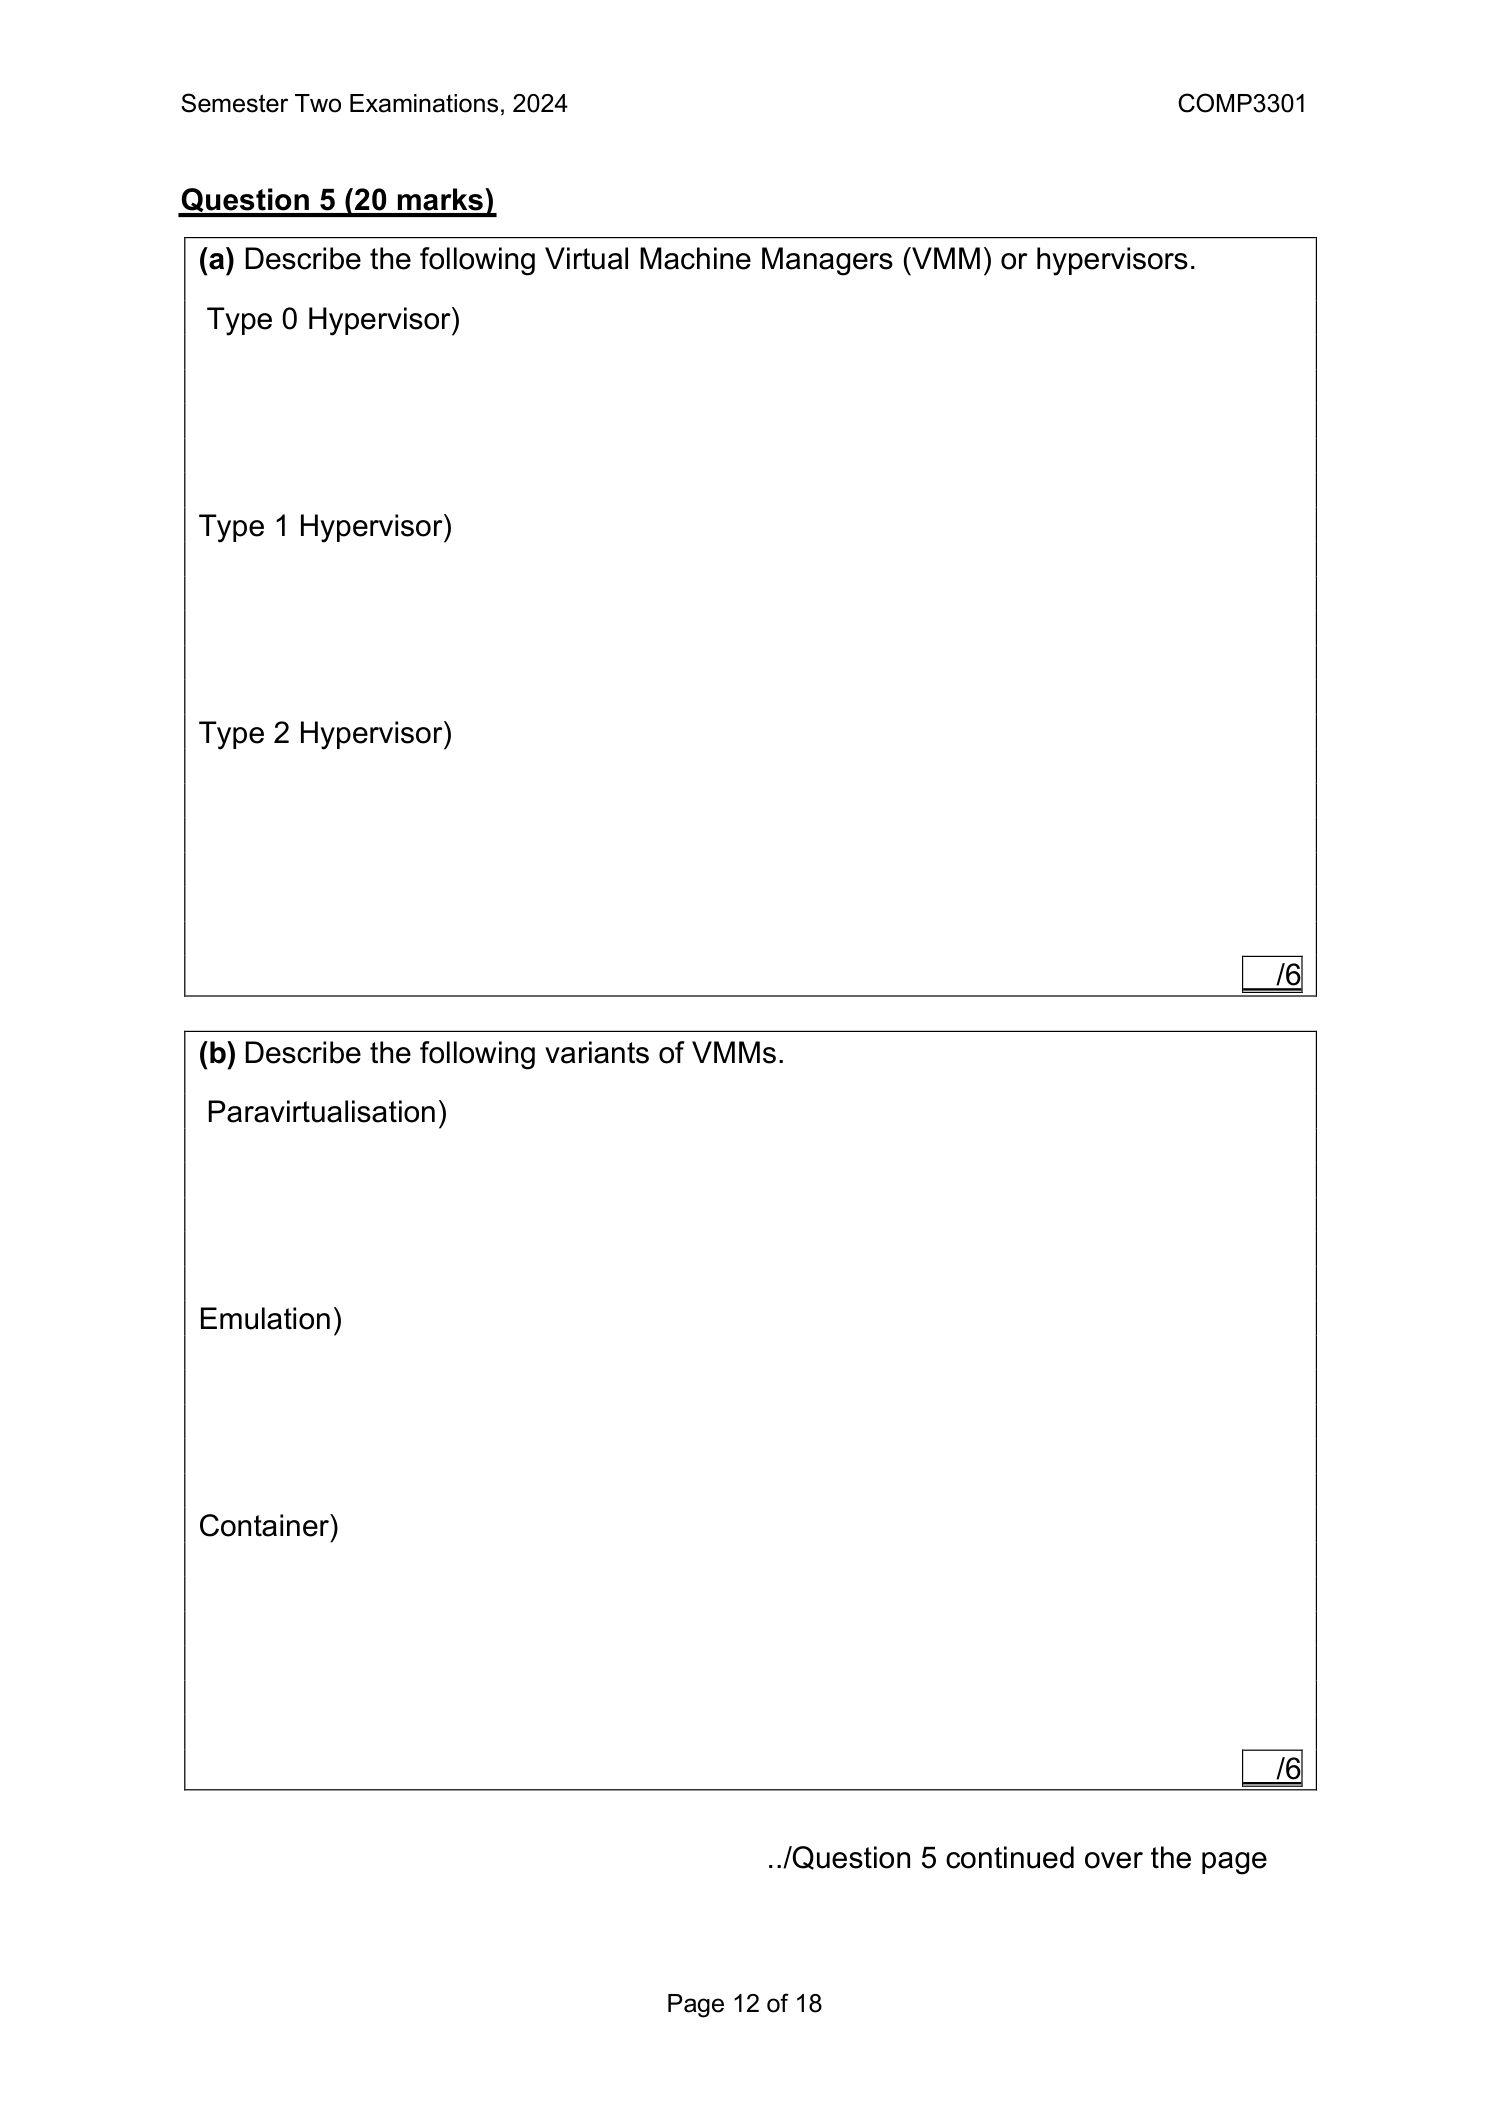 Semester Two Examinations, 2024 COMP3301
Question 5 (20 marks)
(a) Describe the following Virtual Machine Managers (VMM) or hypervisors.
Type 0 Hypervisor)
Type 1 Hypervisor)
Type 2 Hypervisor)
/6
(b) Describe the following variants of VMMs.
Paravirtualisation)
Emulation)
Container)
/6
../Question 5 continued over the page
Page 12 of 18